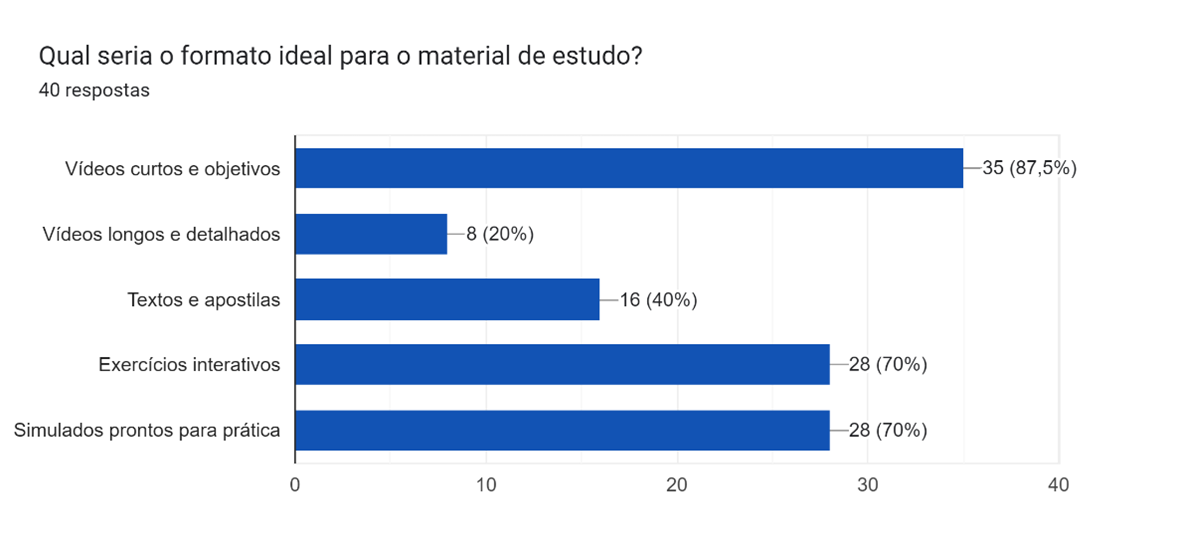 Qual seria o formato ideal para o material de estudo?
40 respostas
Vídeos curtos e objetivos
35 (87,5%)
Vídeos longos e detalhados
8 (20%)
Textos e apostilas
16 (40%)
Exercícios interativos
28 (70%)
Simulados prontos para prática
28 (70%)
0 10 20 30 40